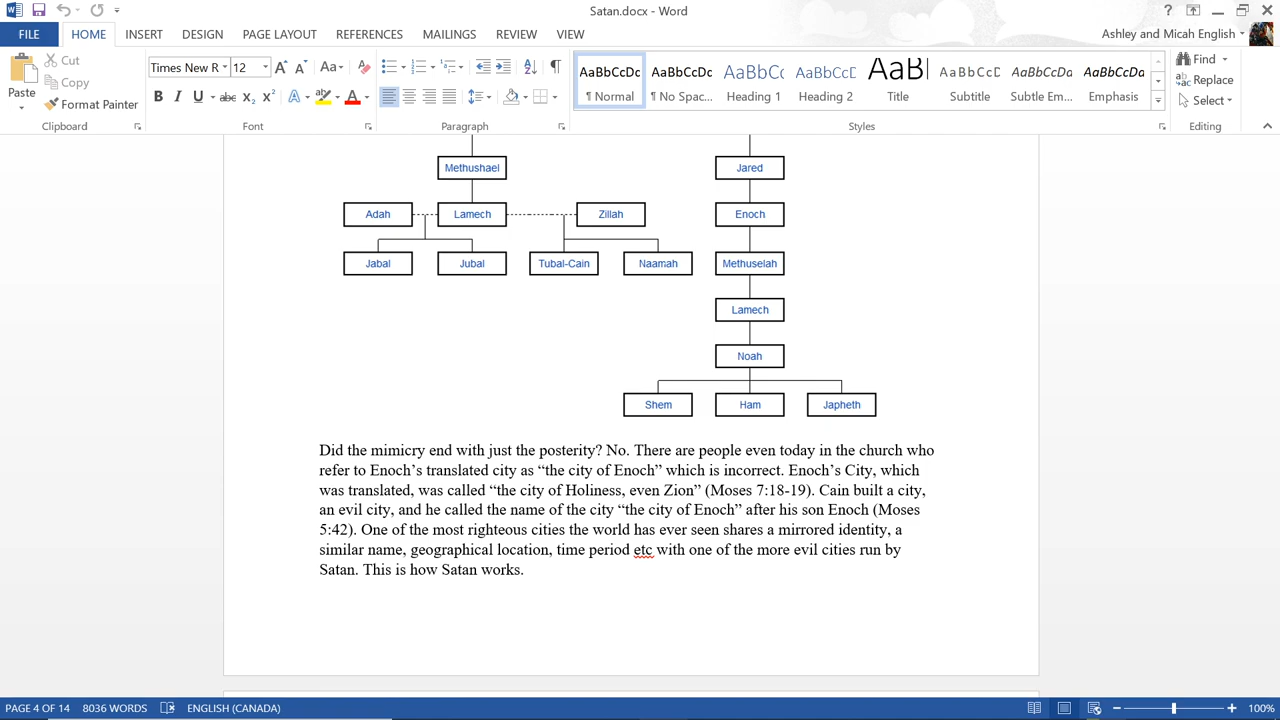 Satan.docx - Word
FILE HOME INSERT DESIGN PAGE LAYOUT REFERENCES MAILINGS REVIEW VIEW
Ashley and Micah English
Paste
Cut
Copy
Format Painter
Clipboard
Times New R 12
Font
Paragraph
AaBbCcDc AaBbCcDc AaBbCc AaBbCcD AaB AaBbCcD AaBbCcDc AaBbCcDc
¶ Normal ¶ No Spac... Heading 1 Heading 2 Title Subtitle Subtle Em... Emphasis
Styles
Find
Replace
Select
Editing
Methushael Jared
Adah Lamech Zillah Enoch
Jabal Jubal Tubal-Cain Naamah Methuselah
Lamech
Noah
Shem Ham Japheth
Did the mimicry end with just the posterity? No. There are people even today in the church who
refer to Enoch’s translated city as “the city of Enoch” which is incorrect. Enoch’s City, which
was translated, was called “the city of Holiness, even Zion” (Moses 7:18-19). Cain built a city,
an evil city, and he called the name of the city “the city of Enoch” after his son Enoch (Moses
5:42). One of the most righteous cities the world has ever seen shares a mirrored identity, a
similar name, geographical location, time period etc with one of the more evil cities run by
Satan. This is how Satan works.
PAGE 4 OF 14 8036 WORDS ENGLISH (CANADA) 100%